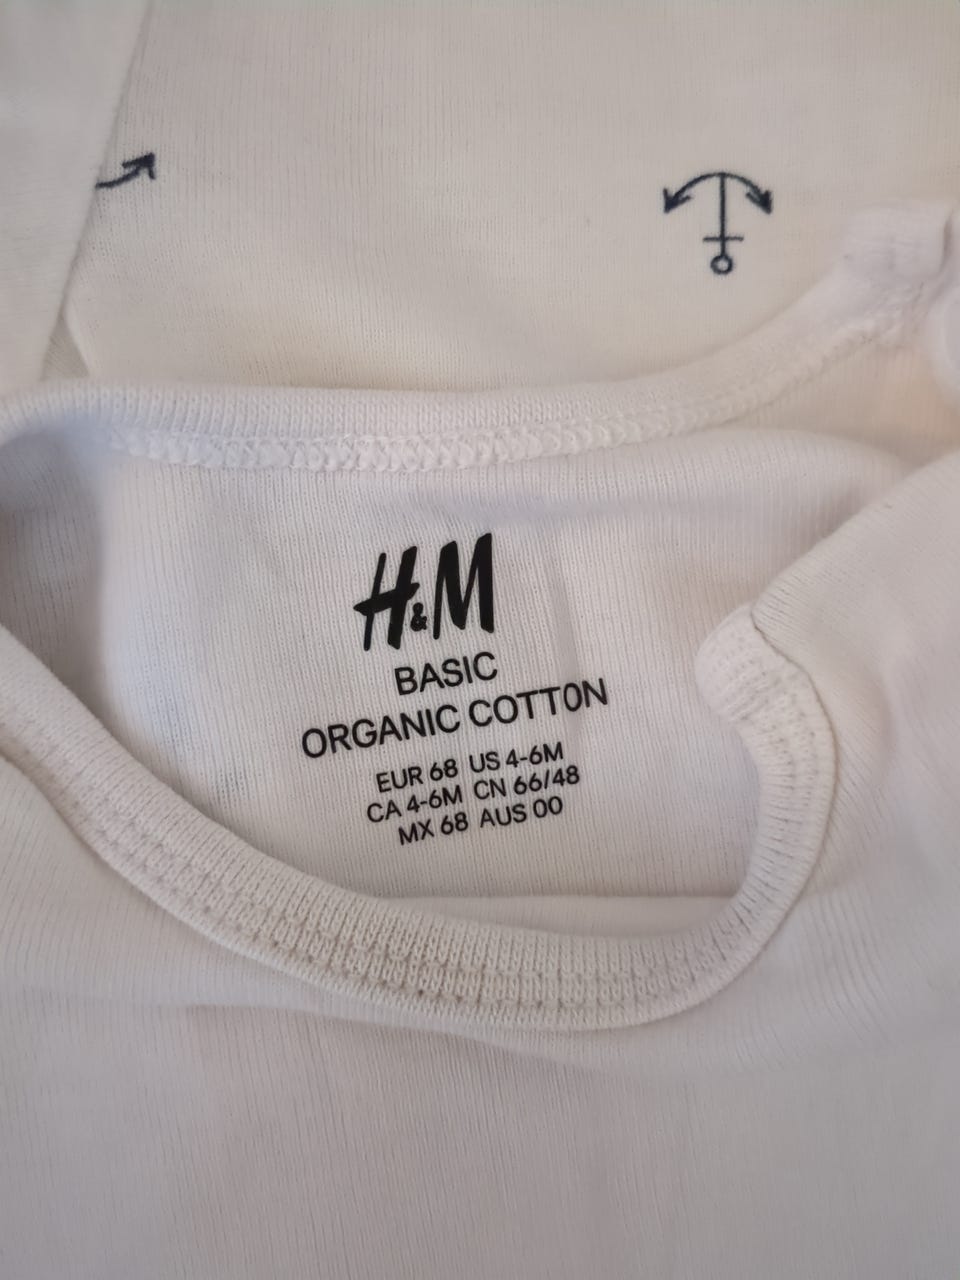 H&M
BASIC
ORGANIC COTTON
EUR 68 US 4-6M
CA 4-6M CN 66/48
MX 68 AUS 00